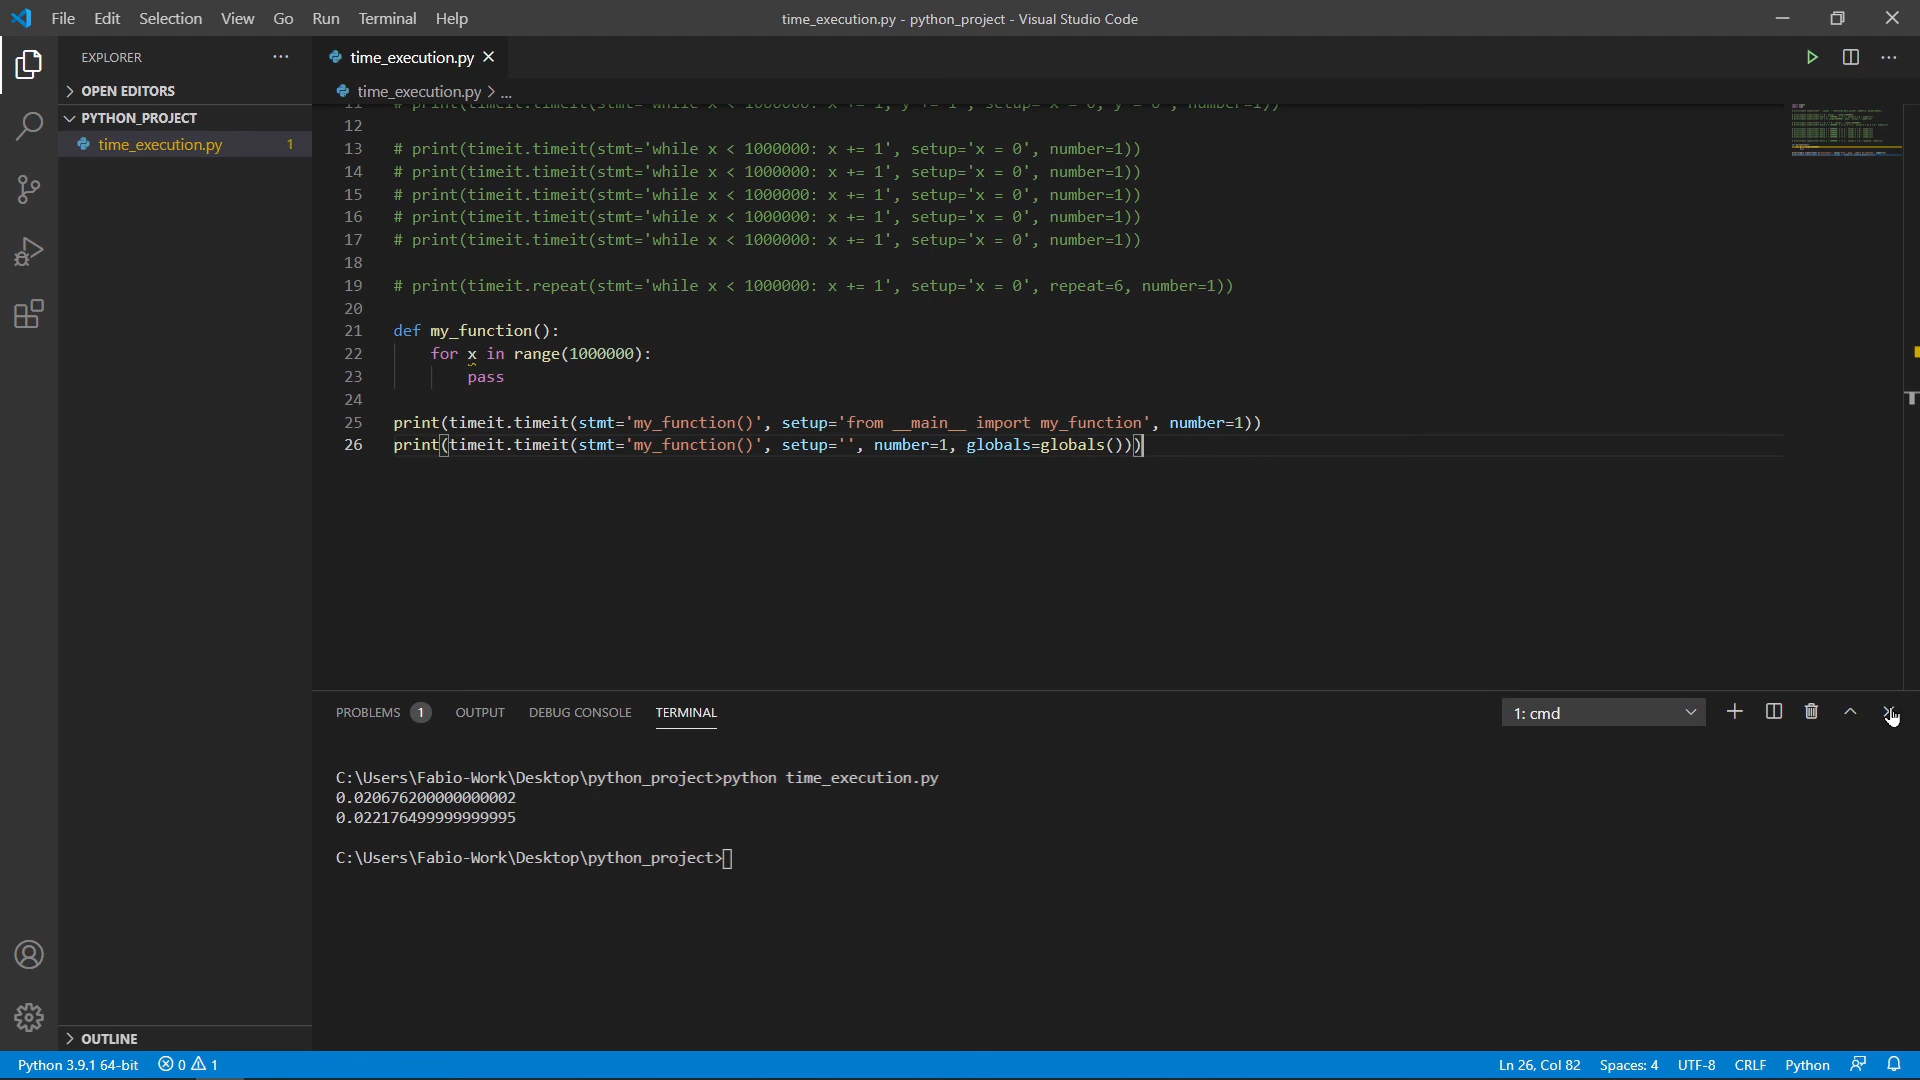 File Edit Selection View Go Run Terminal Help
time_execution.py - python_project - Visual Studio Code
EXPLORER
time_execution.py
OPEN EDITORS
time_execution.py > ...
PYTHON_PROJECT
time_execution.py 1
12
13 # print(timeit.timeit(stmt='while x < 1000000: x += 1', setup='x = 0', number=1))
14 # print(timeit.timeit(stmt='while x < 1000000: x += 1', setup='x = 0', number=1))
15 # print(timeit.timeit(stmt='while x < 1000000: x += 1', setup='x = 0', number=1))
16 # print(timeit.timeit(stmt='while x < 1000000: x += 1', setup='x = 0', number=1))
17 # print(timeit.timeit(stmt='while x < 1000000: x += 1', setup='x = 0', number=1))
18
19 # print(timeit.repeat(stmt='while x < 1000000: x += 1', setup='x = 0', repeat=6, number=1))
20
21 def my_function():
22 for x in range(1000000):
23 pass
24
25 print(timeit.timeit(stmt='my_function()', setup='from __main__ import my_function', number=1))
26 print(timeit.timeit(stmt='my_function()', setup='', number=1, globals=globals()))
PROBLEMS 1 OUTPUT DEBUG CONSOLE TERMINAL
1: cmd
C:\Users\Fabio-Work\Desktop\python_project>python time_execution.py
0.020676200000000002
0.022176499999999995
C:\Users\Fabio-Work\Desktop\python_project>
OUTLINE
Python 3.9.1 64-bit 0 1
Ln 26, Col 82 Spaces: 4 UTF-8 CRLF Python